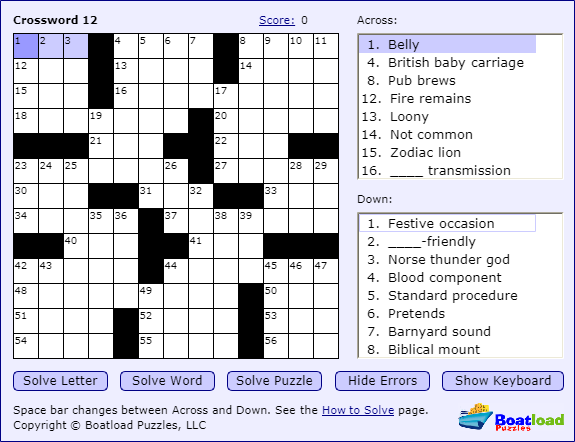 Crossword 12
Score: 0
1 2 3 4 5 6 7 8 9 10 11
12 13 14
15 16 17
18 19 20
21 22
23 24 25 26 27 28 29
30 31 32 33
34 35 36 37 38 39
40 41
42 43 44 45 46 47
48 49 50
51 52 53
54 55 56
Across:
1. Belly
4. British baby carriage
8. Pub brews
12. Fire remains
13. Loony
14. Not common
15. Zodiac lion
16. ____ transmission
Down:
1. Festive occasion
2. ____-friendly
3. Norse thunder god
4. Blood component
5. Standard procedure
6. Pretends
7. Barnyard sound
8. Biblical mount
Solve Letter Solve Word Solve Puzzle Hide Errors Show Keyboard
Space bar changes between Across and Down. See the How to Solve page.
Copyright © Boatload Puzzles, LLC
Boatload
Puzzles